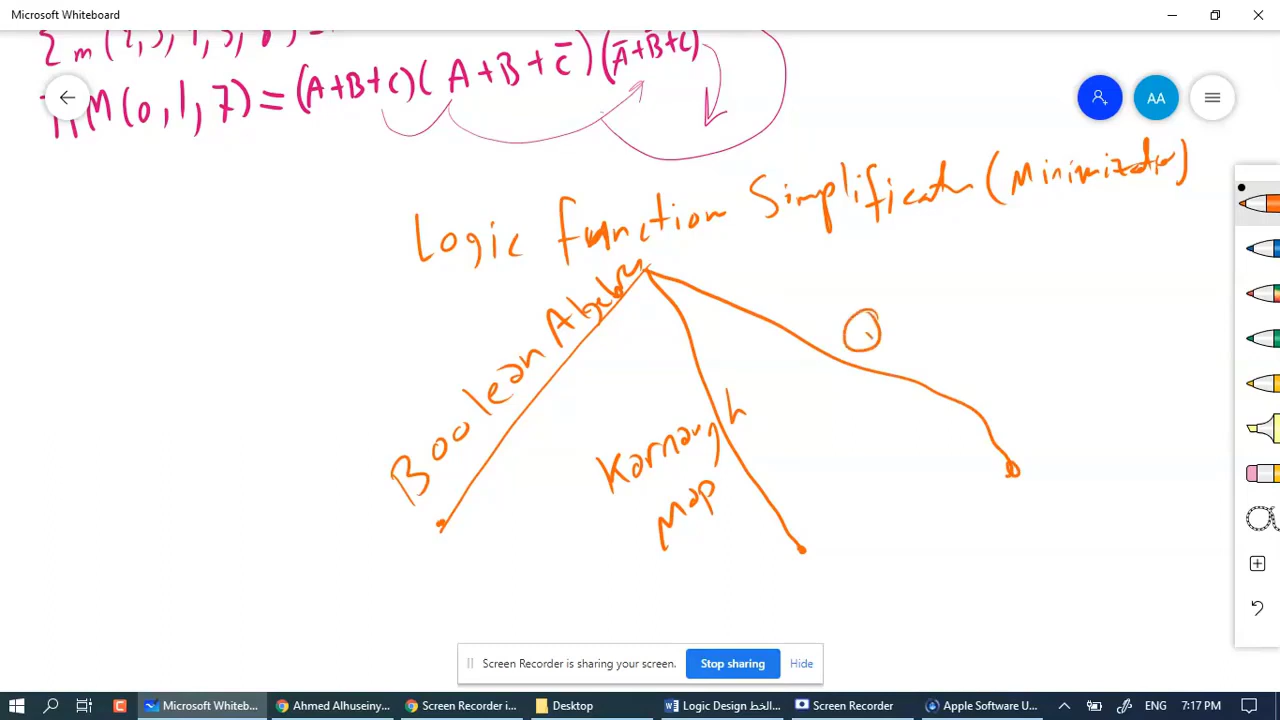 Microsoft Whiteboard
ΠM(0,1,7) = (A+B+C)(A+B+C̄)(Ā+B̄+C)
AA
Logic function Simplificatn (Minimization)
Boolean Algebra
Karnaugh
Map
Screen Recorder is sharing your screen.
Stop sharing
Hide
Microsoft Whiteb...
Ahmed Alhuseiny...
Screen Recorder i...
Desktop
Logic Design الخط...
Screen Recorder
Apple Software U...
ENG
7:17 PM